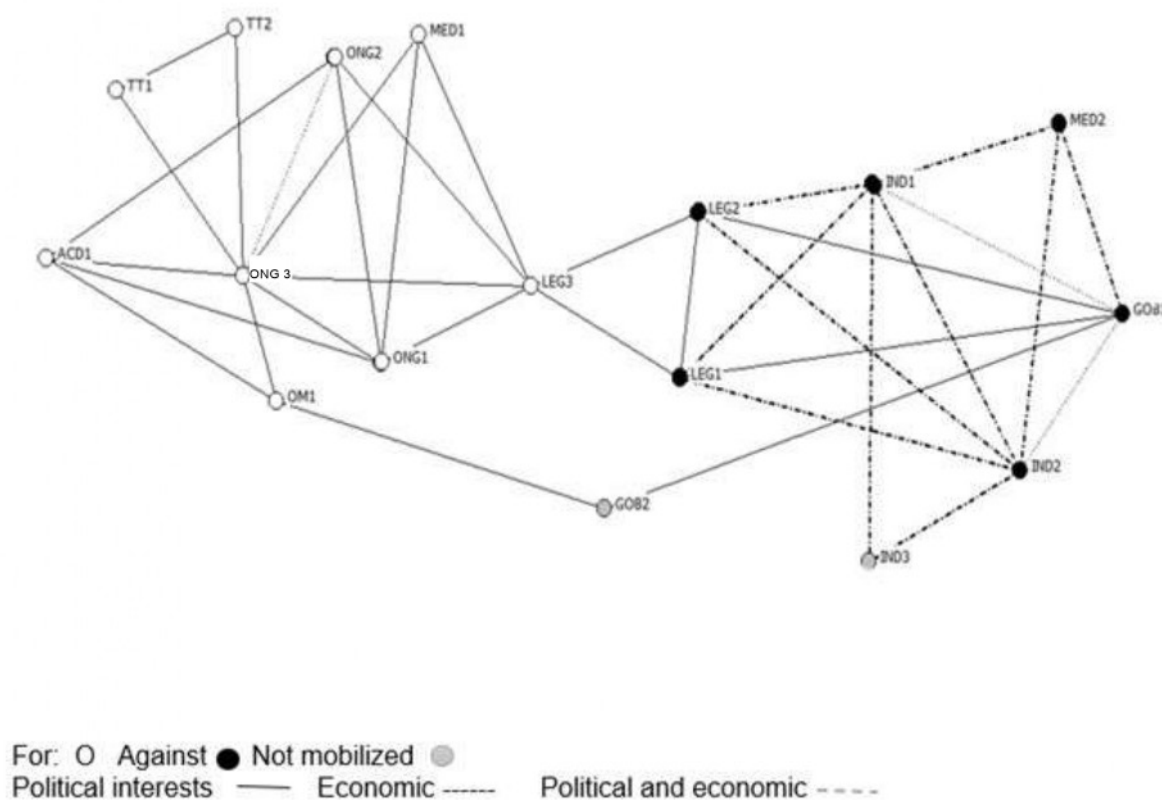 TT2
MED1
ONG2
TT1
MED2
IND1
LEG2
ACD1
ONG 3
LEG3
ONG1
LEG1
OM1
IND2
GOB2
IND3
For: O Against Not mobilized
Political interests Economic Political and economic